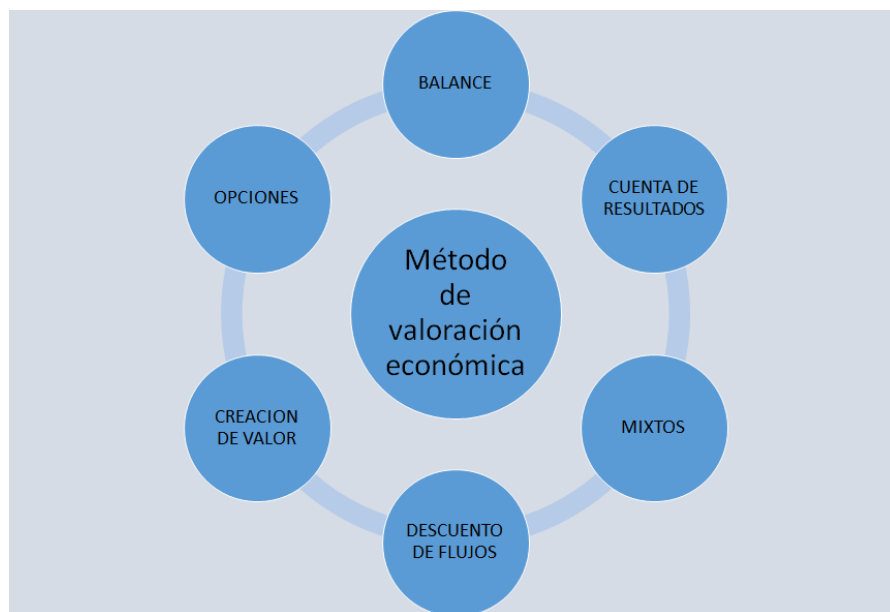 BALANCE
CUENTA DE
RESULTADOS
MIXTOS
DESCUENTO
DE FLUJOS
CREACION
DE VALOR
OPCIONES
Método
de
valoración
económica